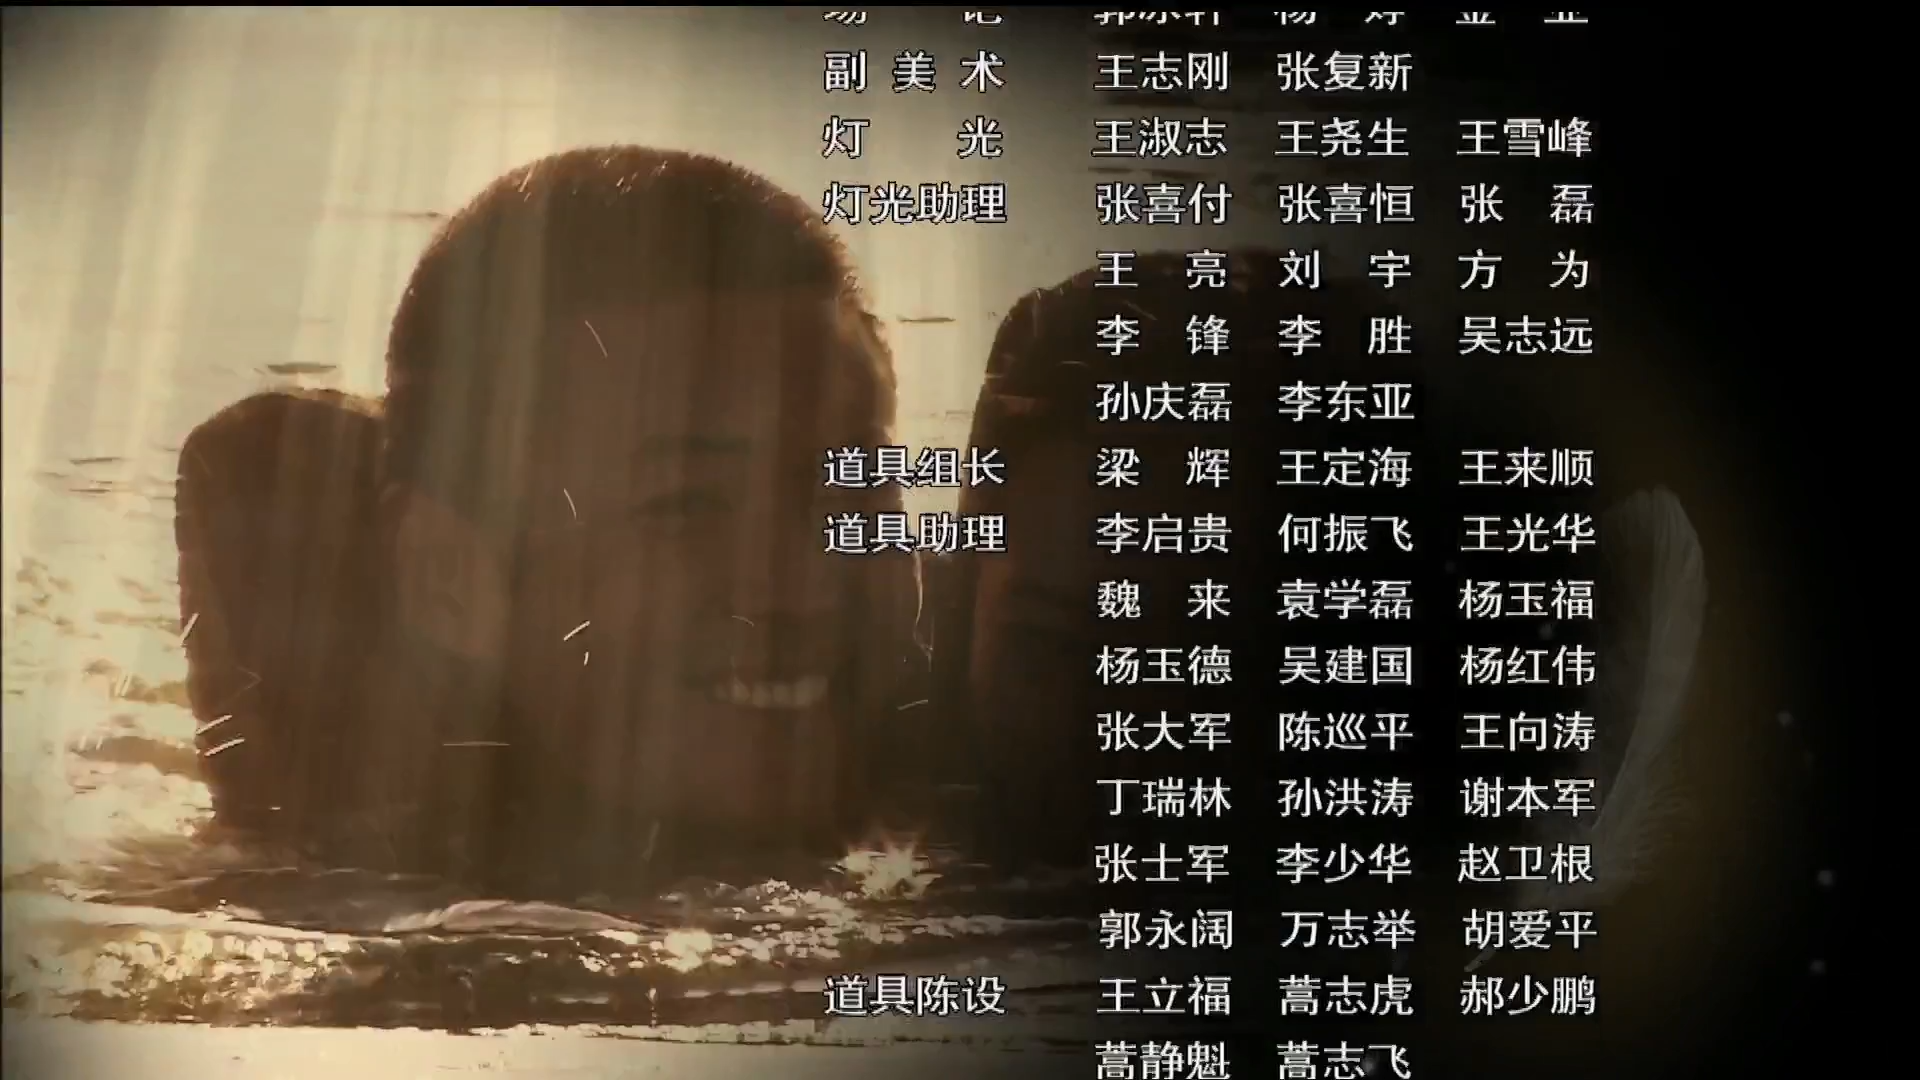 副美术 王志刚 张复新
灯光 王淑志 王尧生 王雪峰
灯光助理 张喜付 张喜恒 张磊
王亮 刘宇 方为
李锋 李胜 吴志远
孙庆磊 李东亚
道具组长 梁辉 王定海 王来顺
道具助理 李启贵 何振飞 王光华
魏来 袁学磊 杨玉福
杨玉德 吴建国 杨红伟
张大军 陈巡平 王向涛
丁瑞林 孙洪涛 谢本军
张士军 李少华 赵卫根
郭永阔 万志举 胡爱平
道具陈设 王立福 蒿志虎 郝少鹏
蒿静魁 蒿志飞